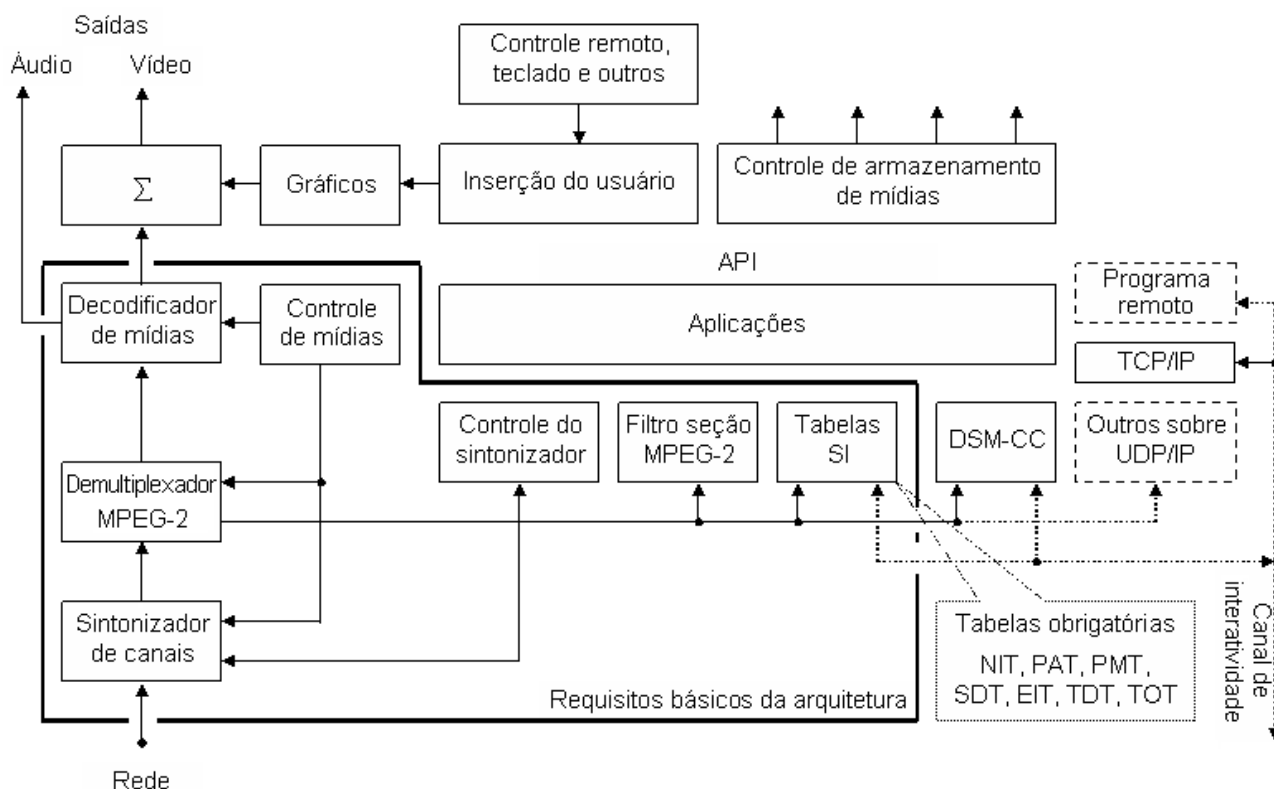 Saídas
Áudio
Vídeo
Controle remoto,
teclado e outros
Σ
Gráficos
Inserção do usuário
Controle de armazenamento
de mídias
API
Decodificador
de mídias
Controle
de mídias
Aplicações
Programa
remoto
TCP/IP
Controle do
sintonizador
Filtro seção
MPEG-2
Tabelas
SI
DSM-CC
Outros sobre
UDP/IP
Demultiplexador
MPEG-2
Sintonizador
de canais
Tabelas obrigatórias
NIT, PAT, PMT,
SDT, EIT, TDT, TOT
Canal de
interatividade
Requisitos básicos da arquitetura
Rede